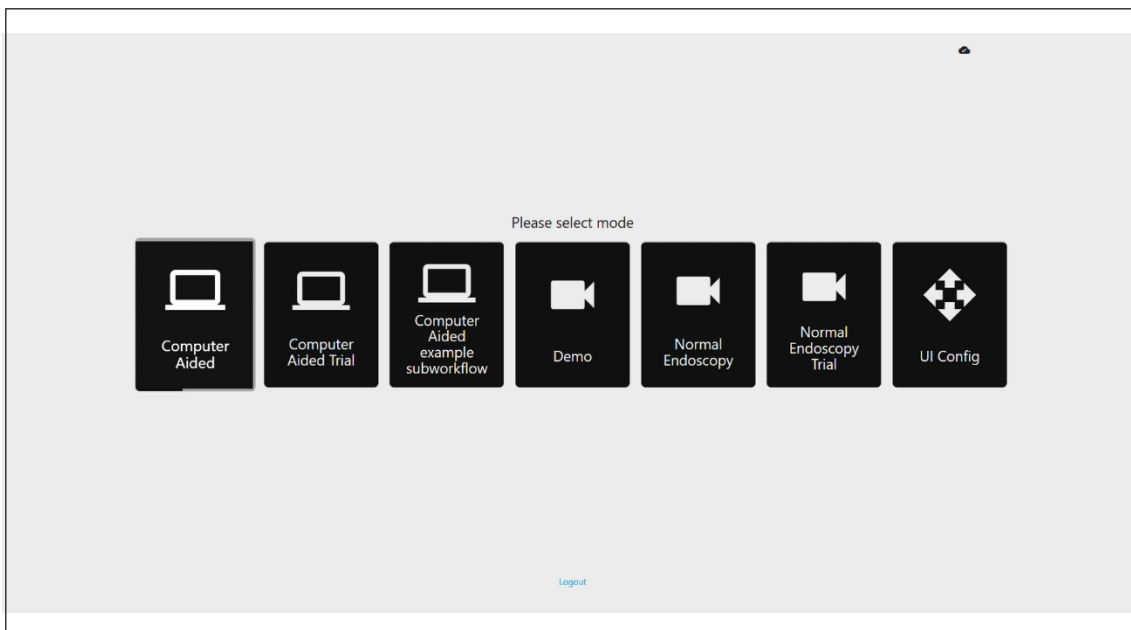 Please select mode
Computer
Aided
Computer
Aided Trial
Computer
Aided
example
subworkflow
Demo
Normal
Endoscopy
Normal
Endoscopy
Trial
UI Config
Logout